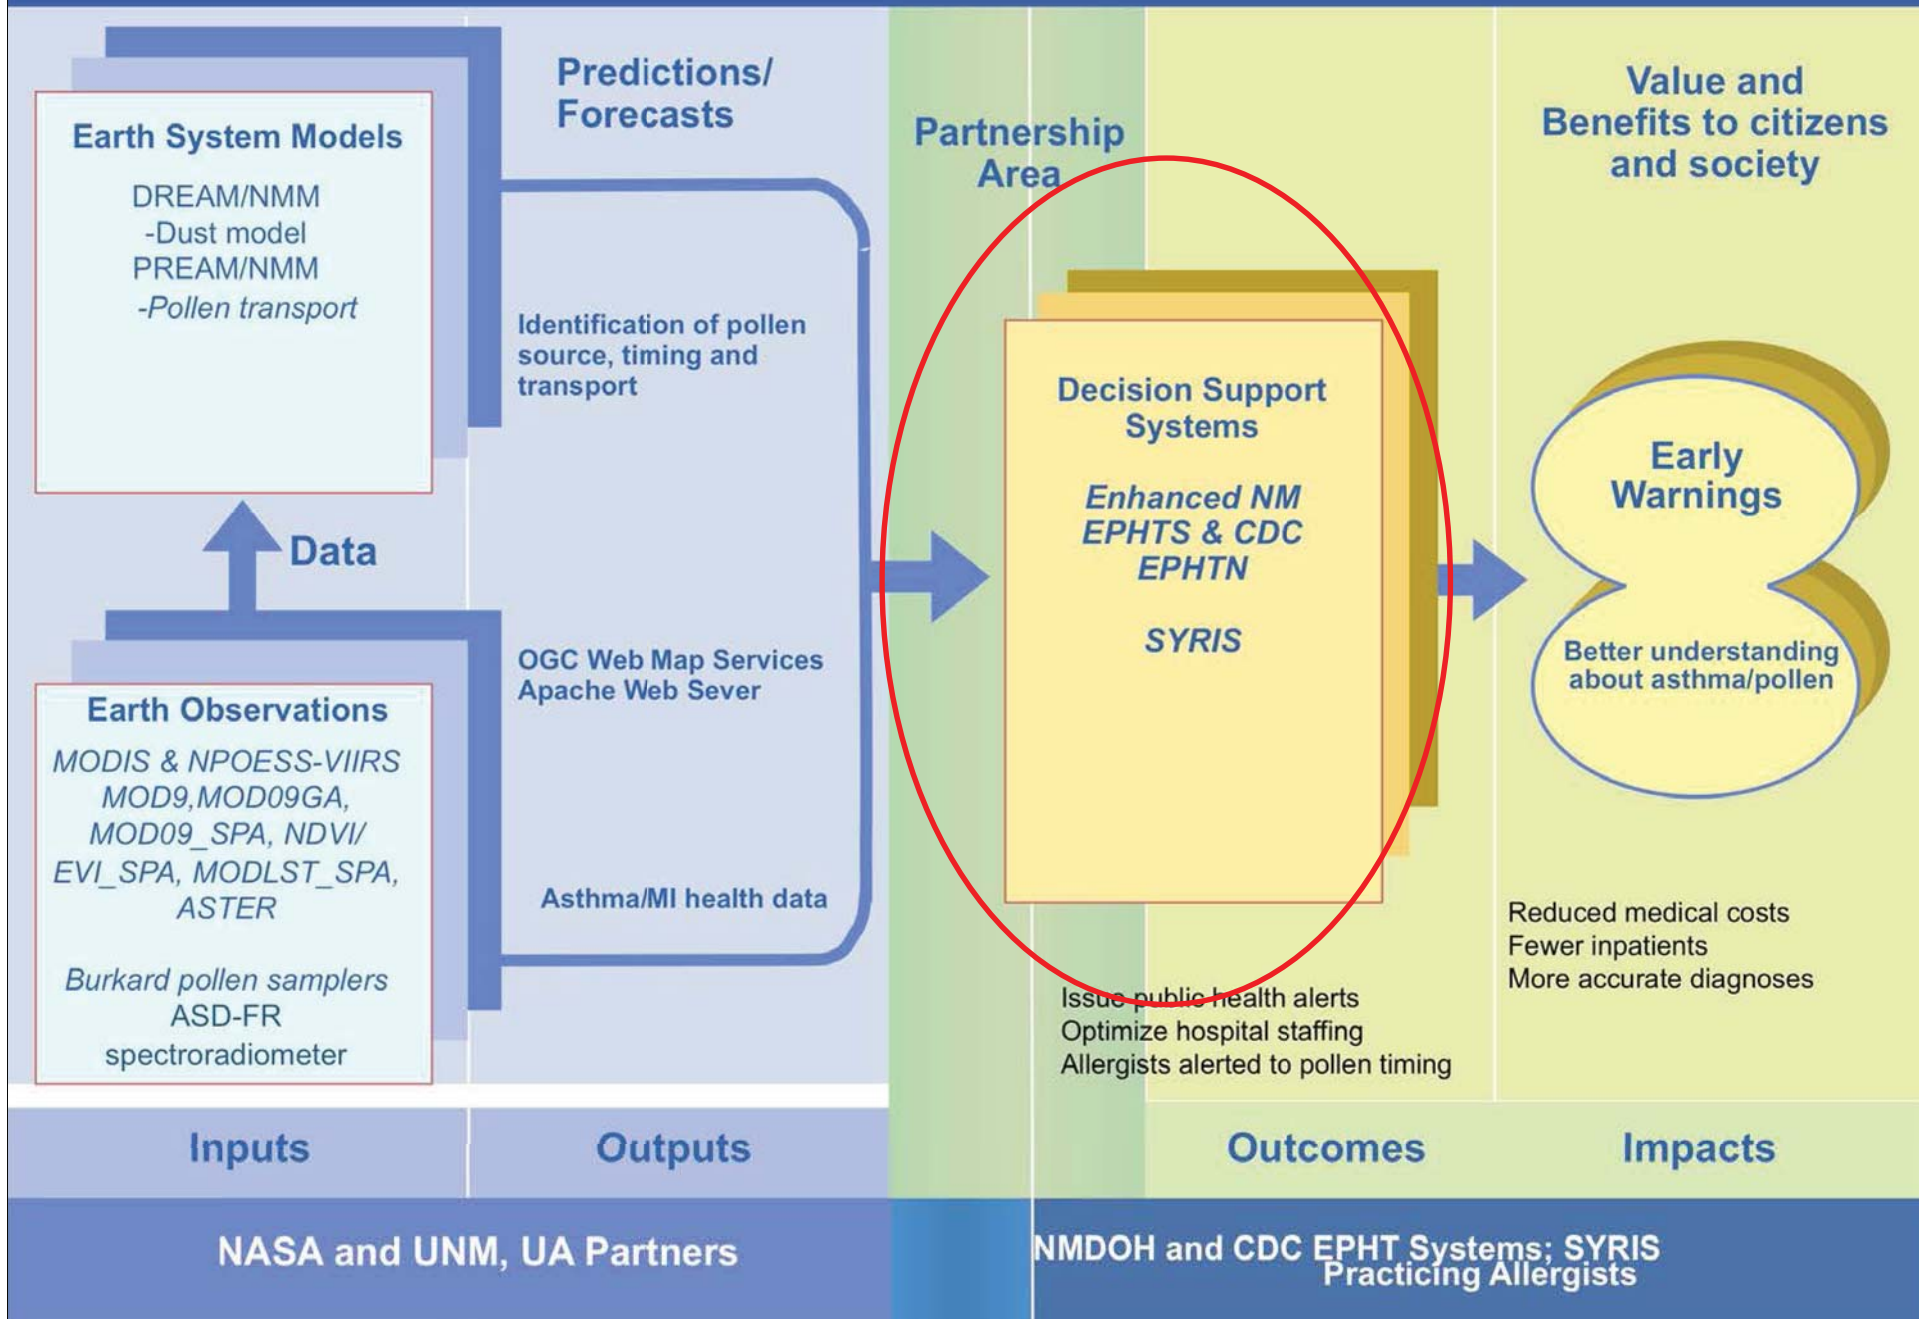 Earth System Models
DREAM/NMM
-Dust model
PREAM/NMM
-Pollen transport
Data
Earth Observations
MODIS & NPOESS-VIIRS
MOD9,MOD09GA,
MOD09_SPA, NDVI/
EVI_SPA, MODLST_SPA,
ASTER
Burkard pollen samplers
ASD-FR
spectroradiometer
Predictions/
Forecasts
Identification of pollen
source, timing and
transport
OGC Web Map Services
Apache Web Sever
Asthma/MI health data
Partnership
Area
Decision Support
Systems
Enhanced NM
EPHTS & CDC
EPHTN
SYRIS
Issue public health alerts
Optimize hospital staffing
Allergists alerted to pollen timing
Value and
Benefits to citizens
and society
Early
Warnings
Better understanding
about asthma/pollen
Reduced medical costs
Fewer inpatients
More accurate diagnoses
Inputs
Outputs
Outcomes
Impacts
NASA and UNM, UA Partners
NMDOH and CDC EPHT Systems; SYRIS
Practicing Allergists